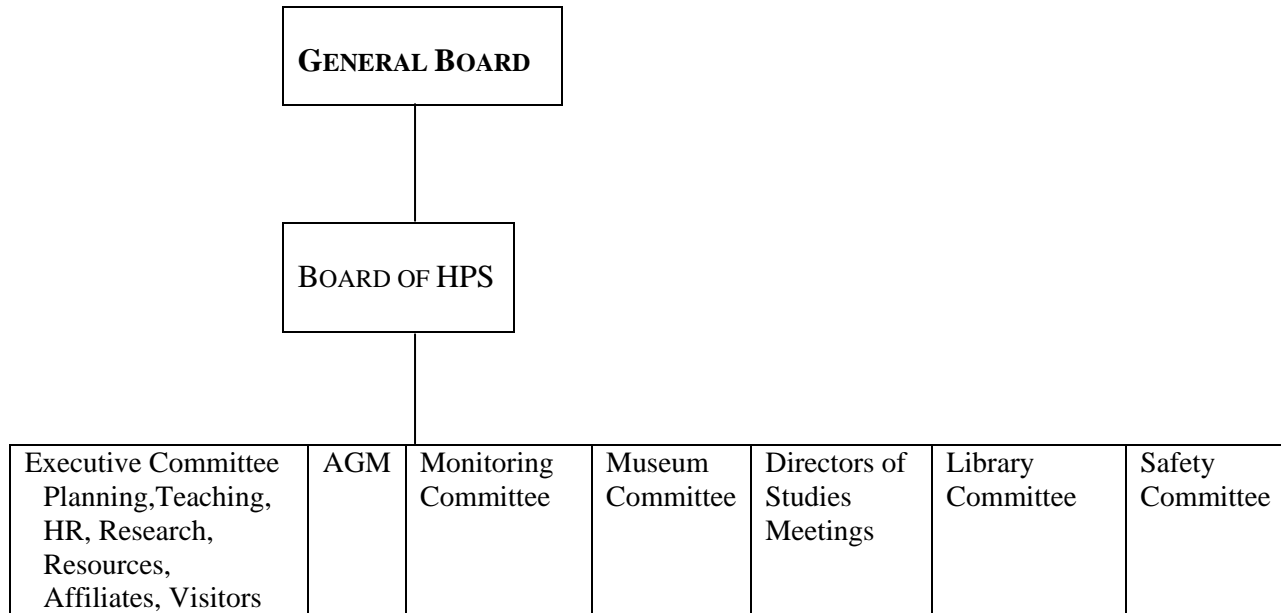 GENERAL BOARD
BOARD OF HPS
Executive Committee
Planning,Teaching,
HR, Research,
Resources,
Affiliates, Visitors
AGM
Monitoring
Committee
Museum
Committee
Directors of
Studies
Meetings
Library
Committee
Safety
Committee